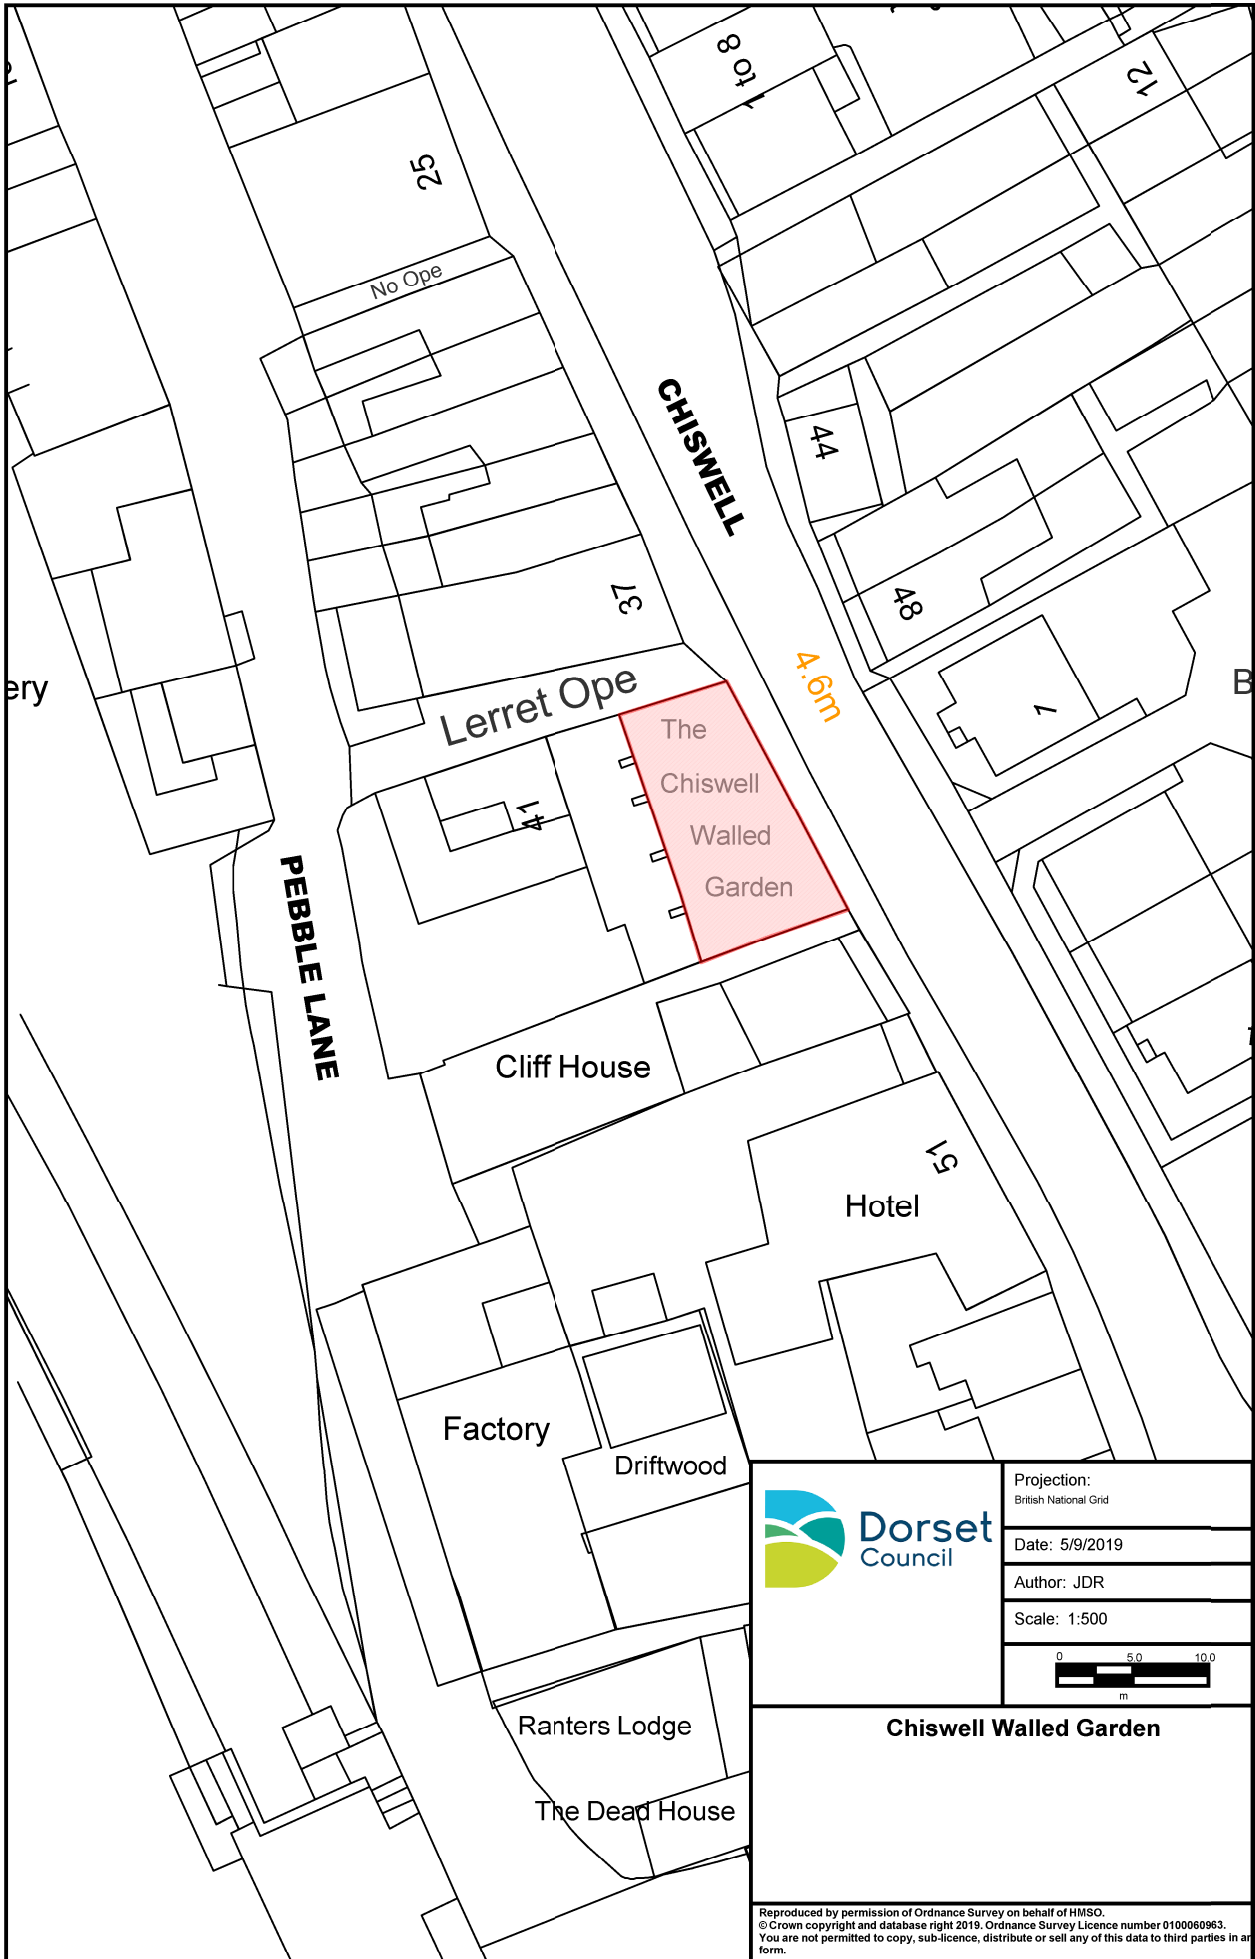 1 to 8
12
25
No Ope
CHISWELL
44
37
48
ery
4.6m
Lerret Ope
7
B
The
Chiswell
Walled
Garden
41
PEBBLE LANE
Cliff House
51
Hotel
Factory
Driftwood
Ranters Lodge
The Dead House
Dorset
Council
Projection:
British National Grid
Date: 5/9/2019
Author: JDR
Scale: 1:500
0 5.0 10.0
m
Chiswell Walled Garden
Reproduced by permission of Ordnance Survey on behalf of HMSO.
© Crown copyright and database right 2019. Ordnance Survey Licence number 0100060963.
You are not permitted to copy, sub-licence, distribute or sell any of this data to third parties in an
form.